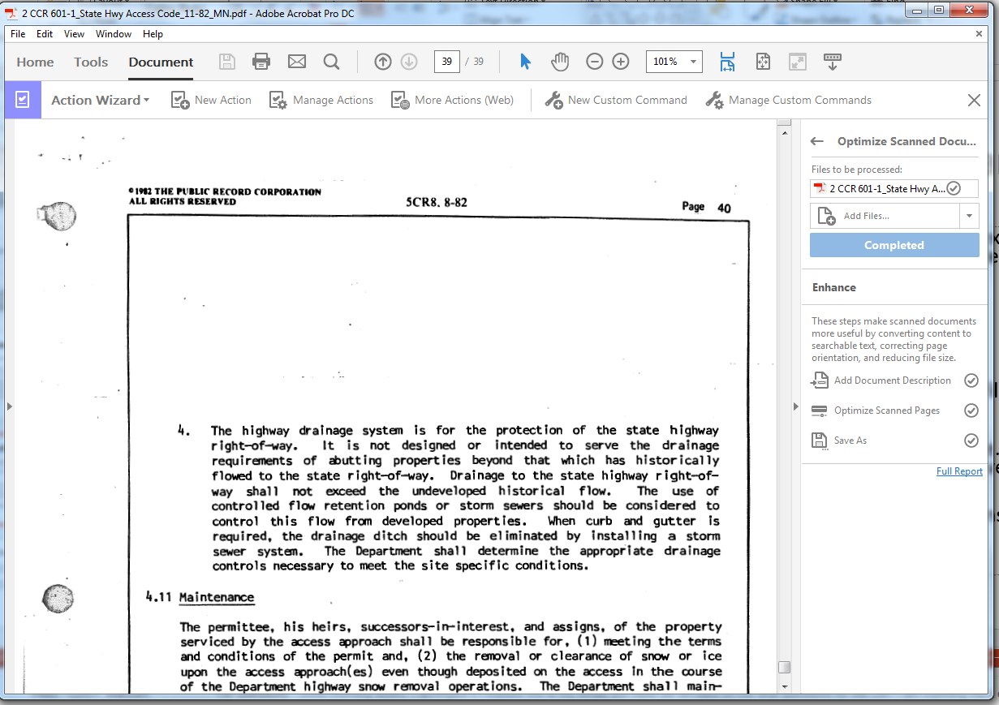 2 CCR 601-1_State Hwy Access Code_11-82_MN.pdf - Adobe Acrobat Pro DC
File Edit View Window Help
Home Tools Document 39 / 39 101%
Action Wizard New Action Manage Actions More Actions (Web) New Custom Command Manage Custom Commands
©1982 THE PUBLIC RECORD CORPORATION
ALL RIGHTS RESERVED
5CR8. 8-82
Page 40
4. The highway drainage system is for the protection of the state highway
right-of-way. It is not designed or intended to serve the drainage
requirements of abutting properties beyond that which has historically
flowed to the state right-of-way. Drainage to the state highway right-of-
way shall not exceed the undeveloped historical flow. The use of
controlled flow retention ponds or storm sewers should be considered to
control this flow from developed properties. When curb and gutter is
required, the drainage ditch should be eliminated by installing a storm
sewer system. The Department shall determine the appropriate drainage
controls necessary to meet the site specific conditions.
4.11 Maintenance
The permittee, his heirs, successors-in-interest, and assigns, of the property
serviced by the access approach shall be responsible for, (1) meeting the terms
and conditions of the permit and, (2) the removal or clearance of snow or ice
upon the access approach(es) even though deposited on the access in the course
of the Department highway snow removal operations. The Department shall main-
Optimize Scanned Docu...
Files to be processed:
2 CCR 601-1_State Hwy A...
Add Files...
Completed
Enhance
These steps make scanned documents
more useful by converting content to
searchable text, correcting page
orientation, and reducing file size.
Add Document Description
Optimize Scanned Pages
Save As
Full Report